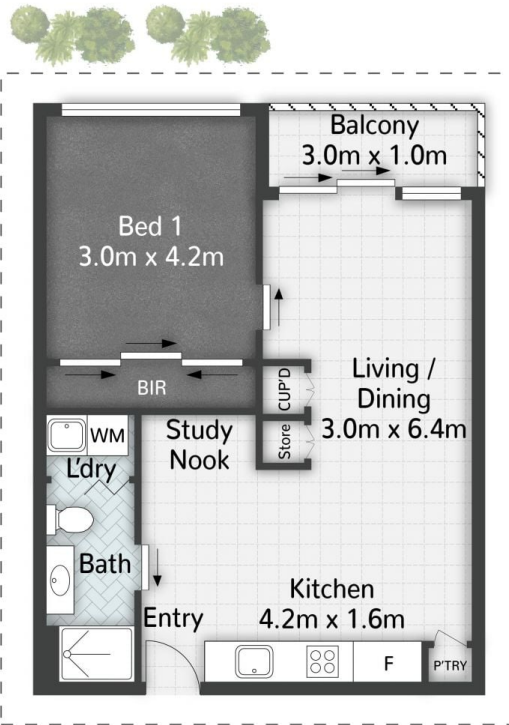 Balcony
3.0m x 1.0m
Bed 1
3.0m x 4.2m
BIR
CUP'D
Living /
Dining
3.0m x 6.4m
Store
Study
Nook
WM
L'dry
Bath
Entry
Kitchen
4.2m x 1.6m
F
P'TRY